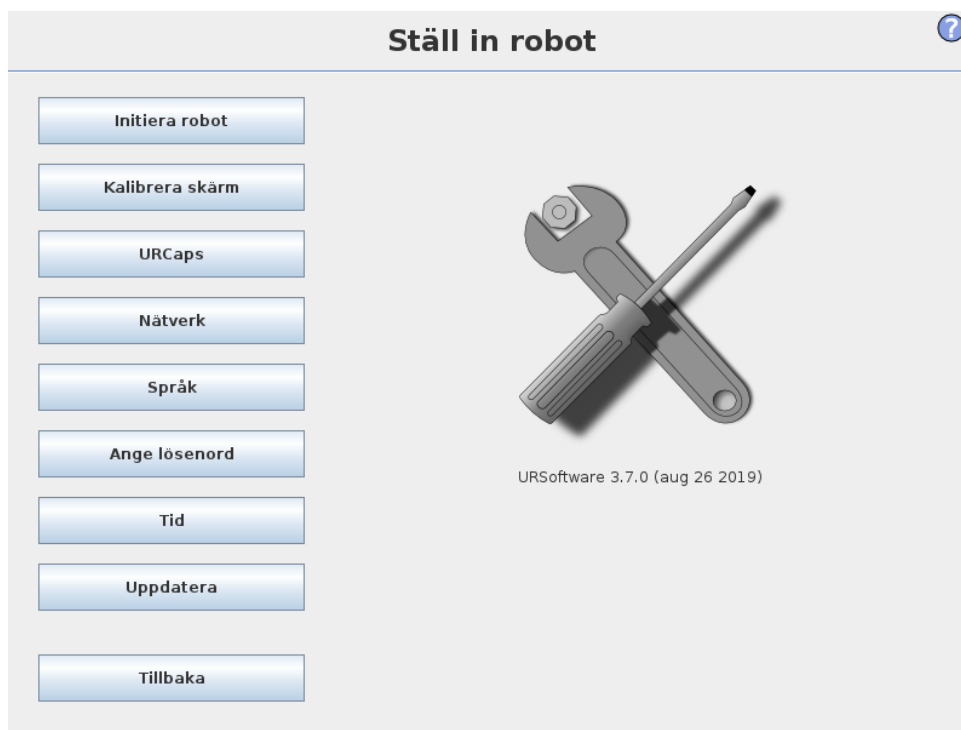 Ställ in robot
?
Initiera robot
Kalibrera skärm
URCaps
Nätverk
Språk
Ange lösenord
Tid
Uppdatera
Tillbaka
URSoftware 3.7.0 (aug 26 2019)